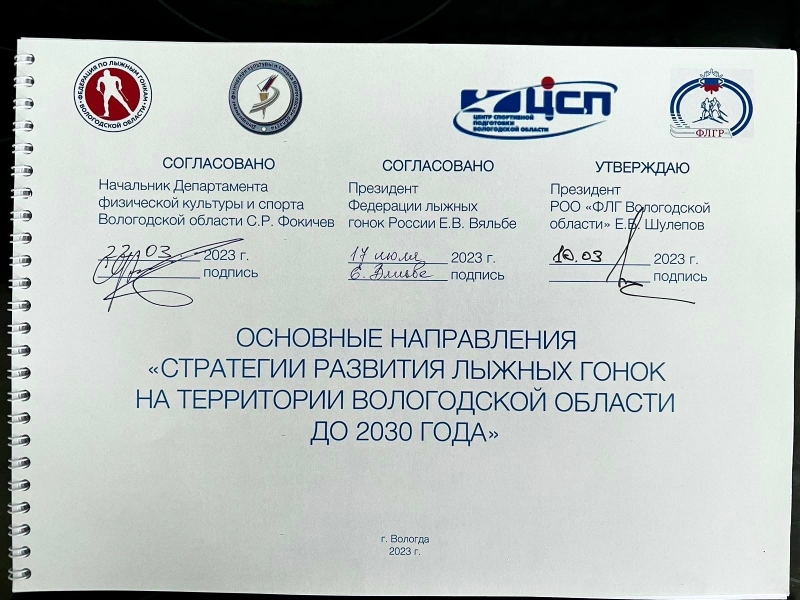 ФЕДЕРАЦИЯ ПО ЛЫЖНЫМ ГОНКАМ
ВОЛОГОДСКОЙ ОБЛАСТИ
ЦСП
ЦЕНТР СПОРТИВНОЙ
ПОДГОТОВКИ
ВОЛОГОДСКОЙ ОБЛАСТИ
ФЛГР
СОГЛАСОВАНО
Начальник Департамента
физической культуры и спорта
Вологодской области С.Р. Фокичев
22 03 2023 г.
подпись
СОГЛАСОВАНО
Президент
Федерации лыжных
гонок России Е.В. Вяльбе
17 июля 2023 г.
подпись
УТВЕРЖДАЮ
Президент
РОО «ФЛГ Вологодской
области» Е.Б. Шулепов
10.03 2023 г.
подпись
ОСНОВНЫЕ НАПРАВЛЕНИЯ
«СТРАТЕГИИ РАЗВИТИЯ ЛЫЖНЫХ ГОНОК
НА ТЕРРИТОРИИ ВОЛОГОДСКОЙ ОБЛАСТИ
ДО 2030 ГОДА»
г. Вологда
2023 г.